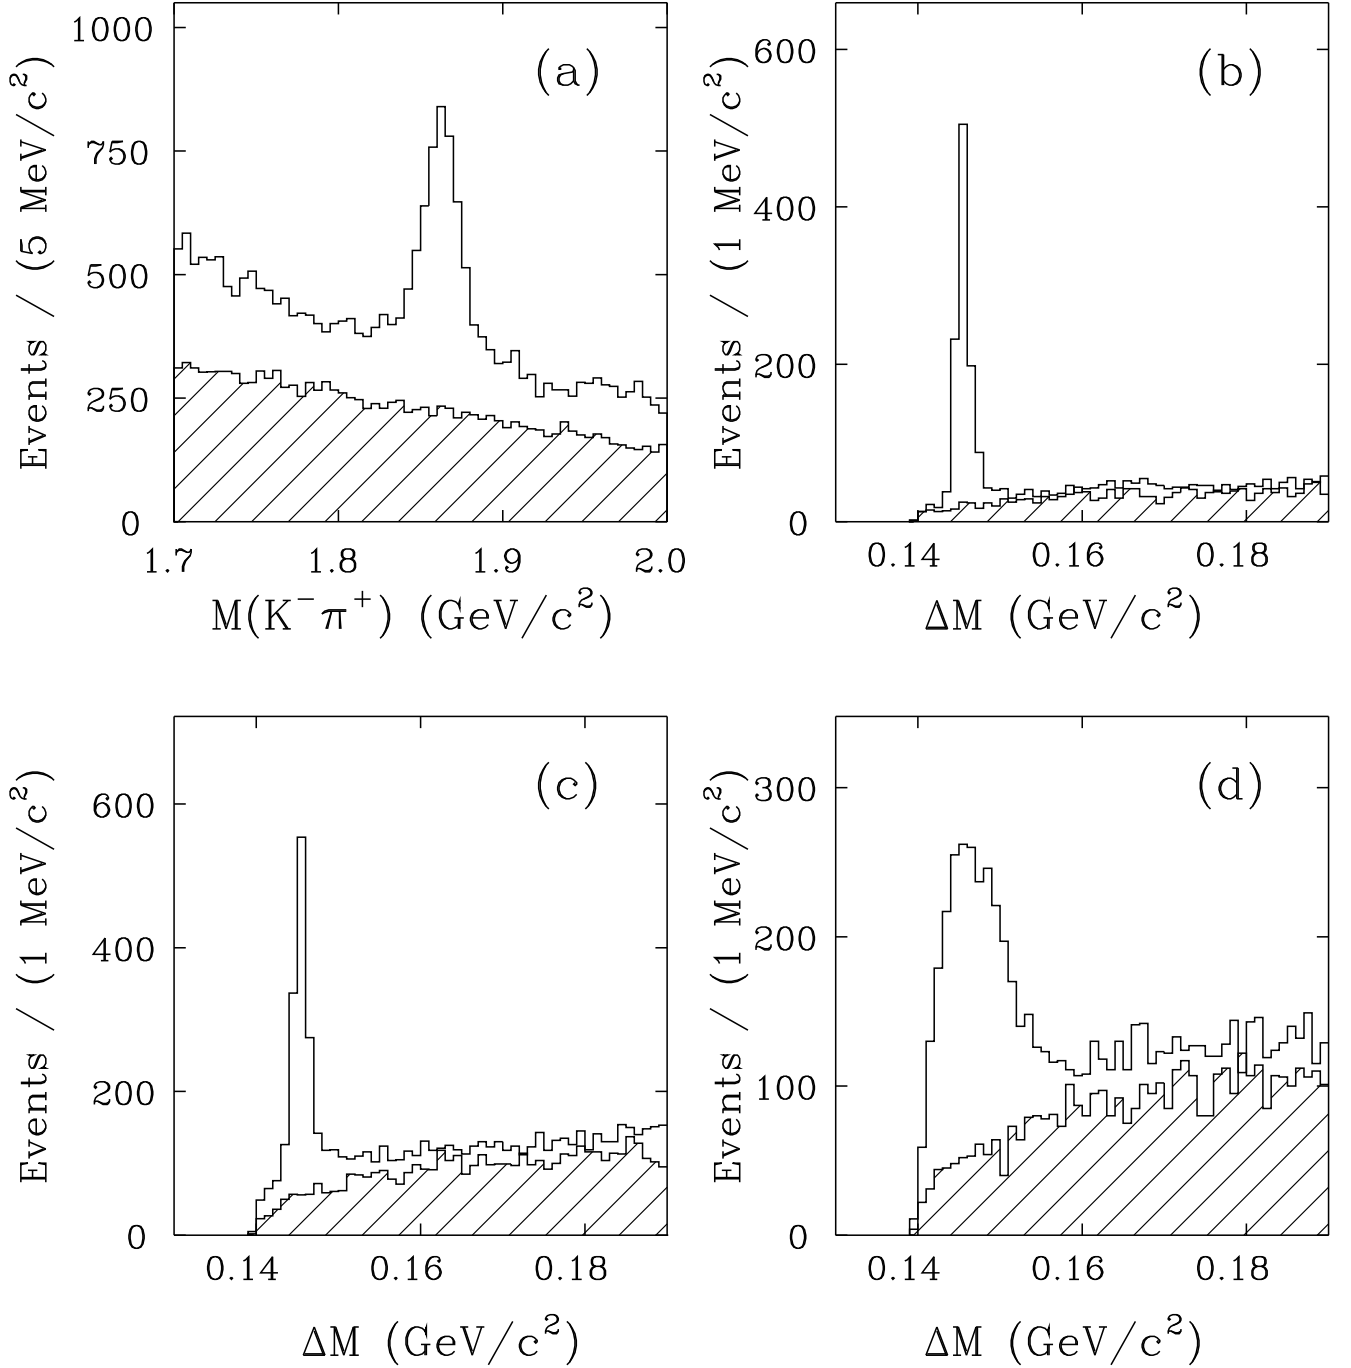 (a)
Events / (5 MeV/c²)
1000
750
500
250
0
1.7 1.8 1.9 2.0
M(K⁻π⁺) (GeV/c²)
(b)
Events / (1 MeV/c²)
600
400
200
0
0.14 0.16 0.18
ΔM (GeV/c²)
(c)
Events / (1 MeV/c²)
600
400
200
0
0.14 0.16 0.18
ΔM (GeV/c²)
(d)
Events / (1 MeV/c²)
300
200
100
0
0.14 0.16 0.18
ΔM (GeV/c²)